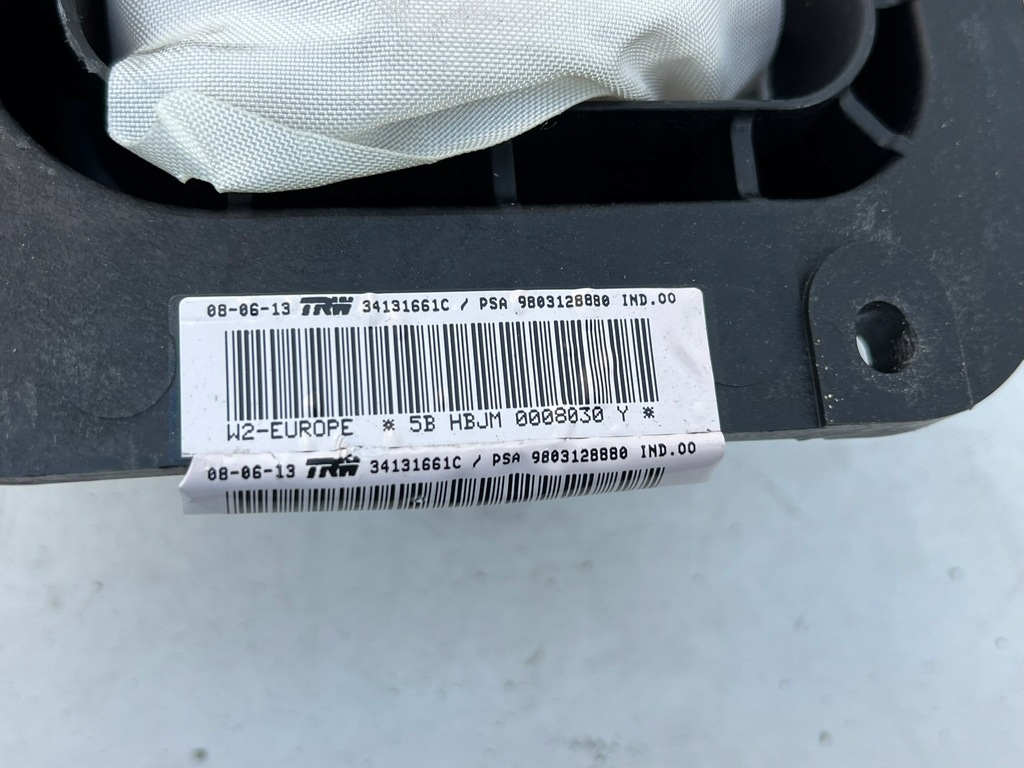 08-06-13 TRW 34131661C / PSA 9803128880 IND.00
W2-EUROPE * 5B HBJM 0008030 Y *
08-06-13 TRW 34131661C / PSA 9803128880 IND.00